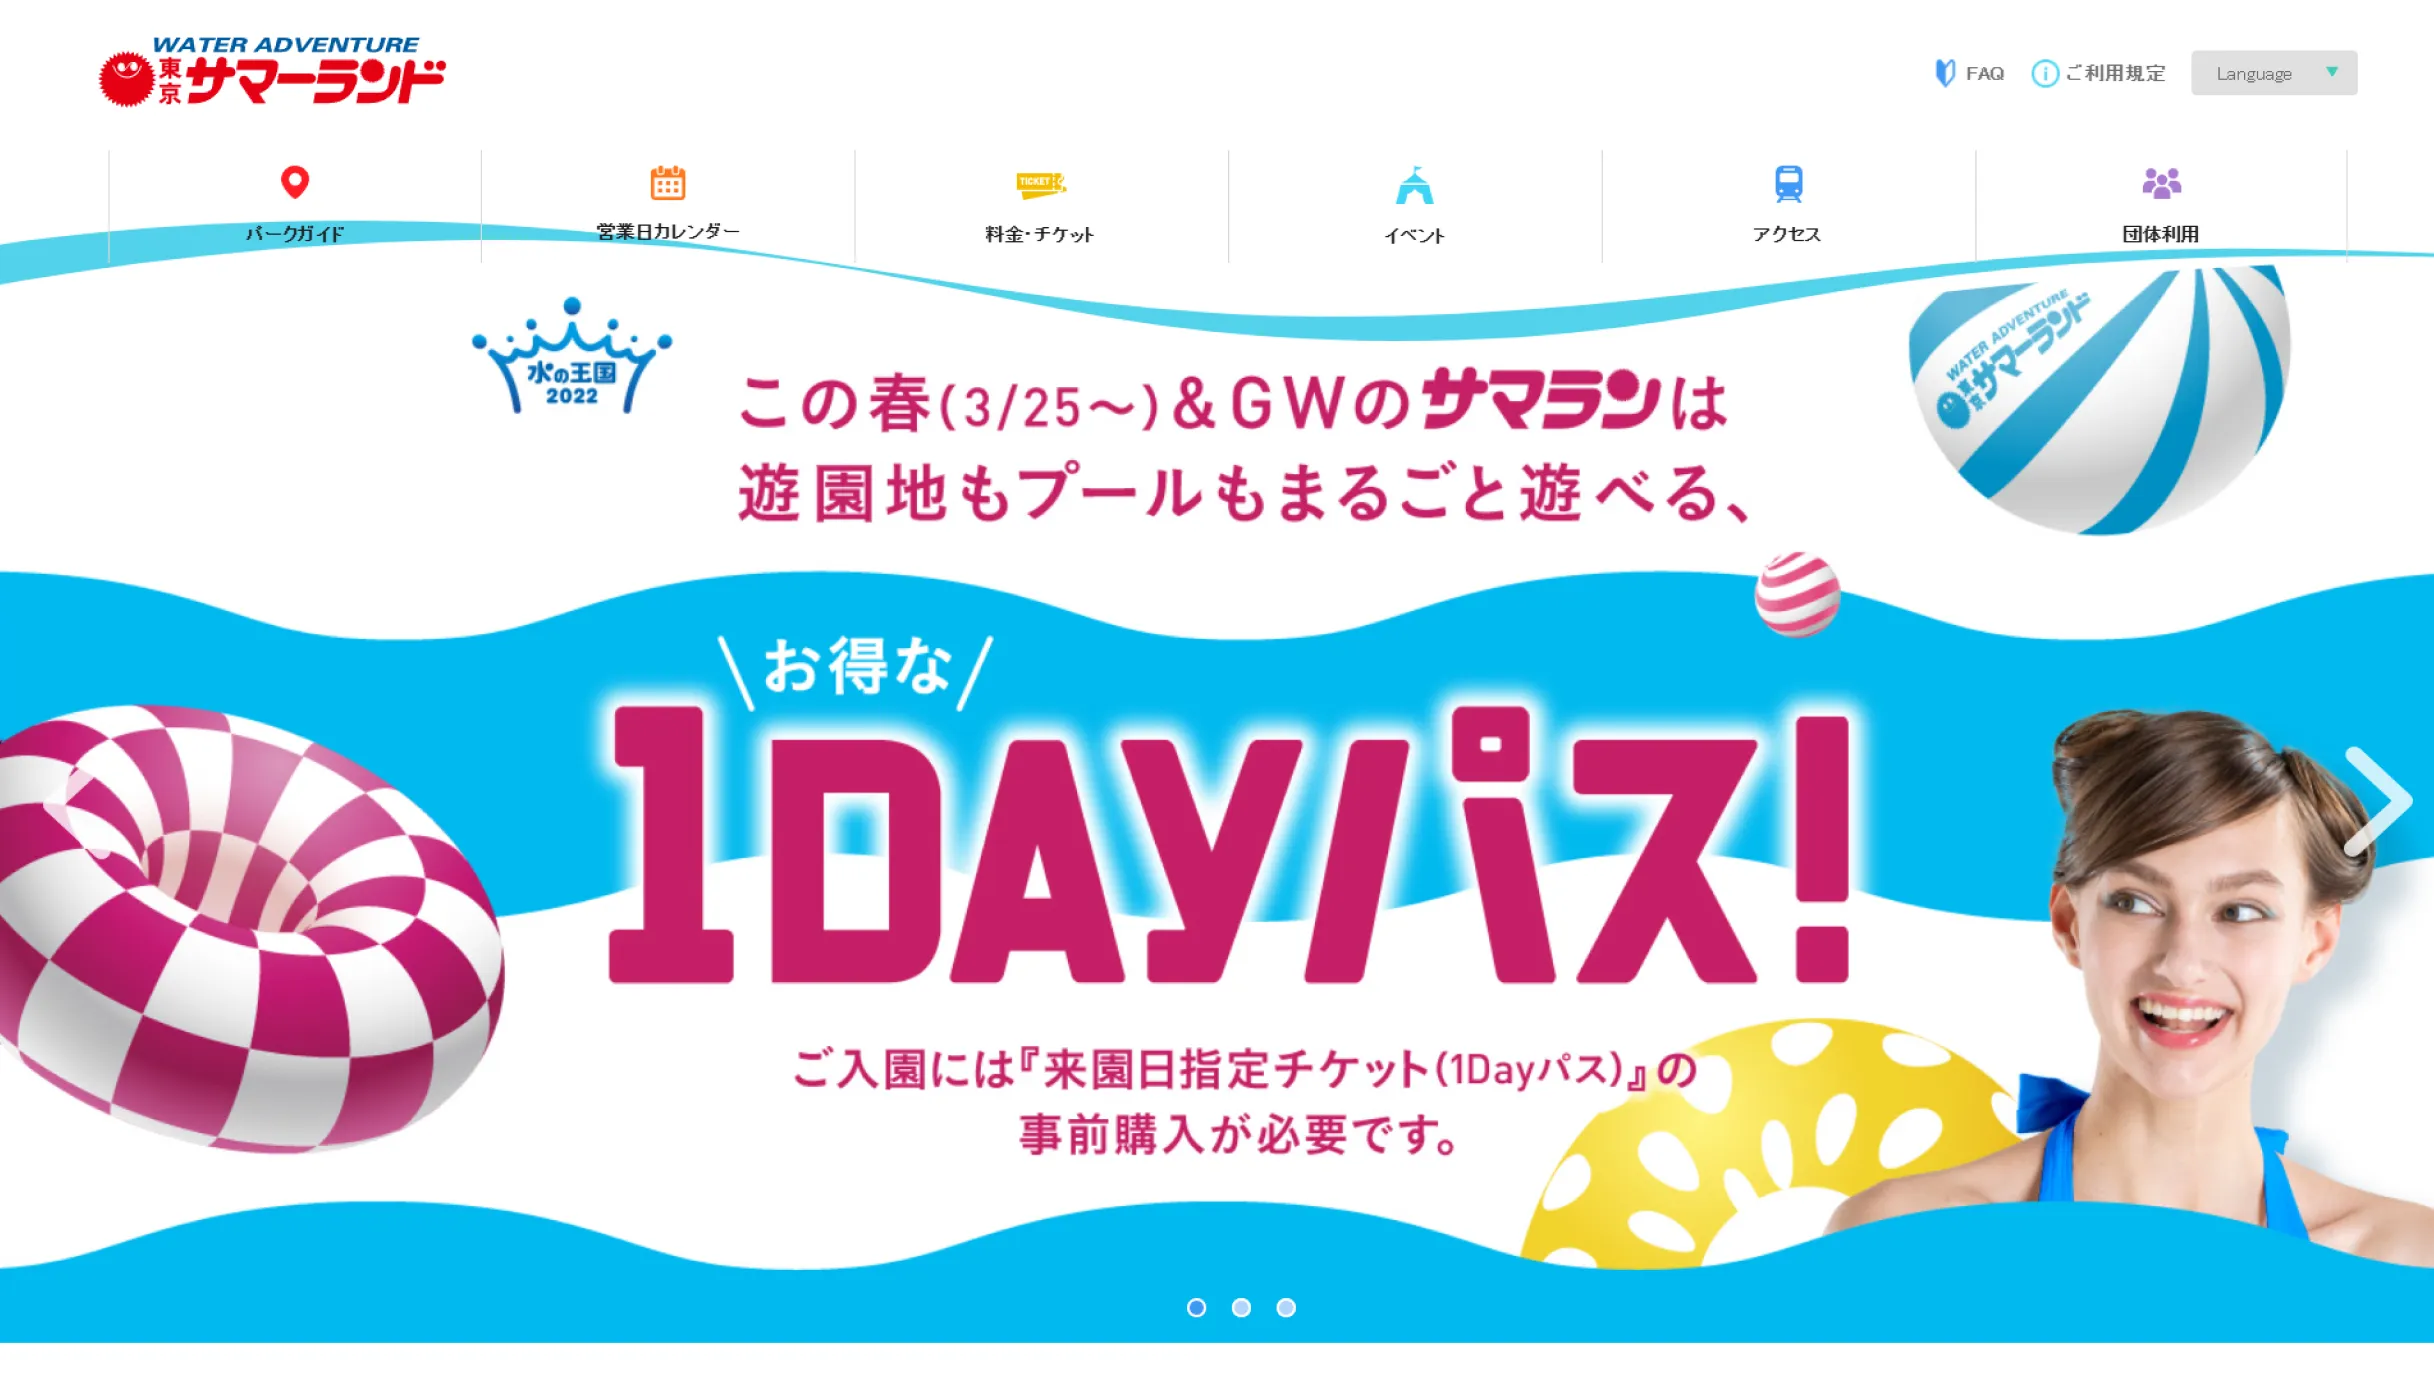 WATER ADVENTURE
東京サマーランド
FAQ
ご利用規定
Language
パークガイド
営業日カレンダー
TICKET
料金・チケット
イベント
アクセス
団体利用
水の王国
2022
WATER ADVENTURE
東京サマーランド
この春(3/25～)&GWのサマランは
遊園地もプールもまるごと遊べる、
\お得な/
1DAYパス!
ご入園には『来園日指定チケット(1Dayパス)』の
事前購入が必要です。